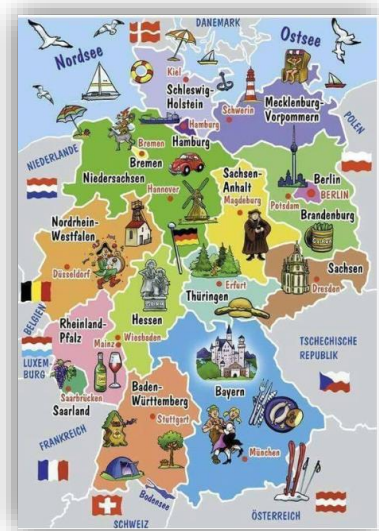 DÄNEMARK
Nordsee
Ostsee
Kiel
Schleswig-
Holstein
Schwerin
Mecklenburg-
Vorpommern
POLEN
Hamburg
Hamburg
Bremen
Bremen
NIEDERLANDE
Niedersachsen
Hannover
Sachsen-
Anhalt
Magdeburg
Berlin
BERLIN
Potsdam
Brandenburg
Nordrhein-
Westfalen
Düsseldorf
Sachsen
Dresden
Erfurt
Thüringen
Hessen
Wiesbaden
BELGIEN
Rheinland-
Pfalz
Mainz
LUXEM-
BURG
TSCHECHISCHE
REPUBLIK
Saarbrücken
Saarland
Baden-
Württemberg
Stuttgart
Bayern
München
FRANKREICH
Bodensee
SCHWEIZ
ÖSTERREICH